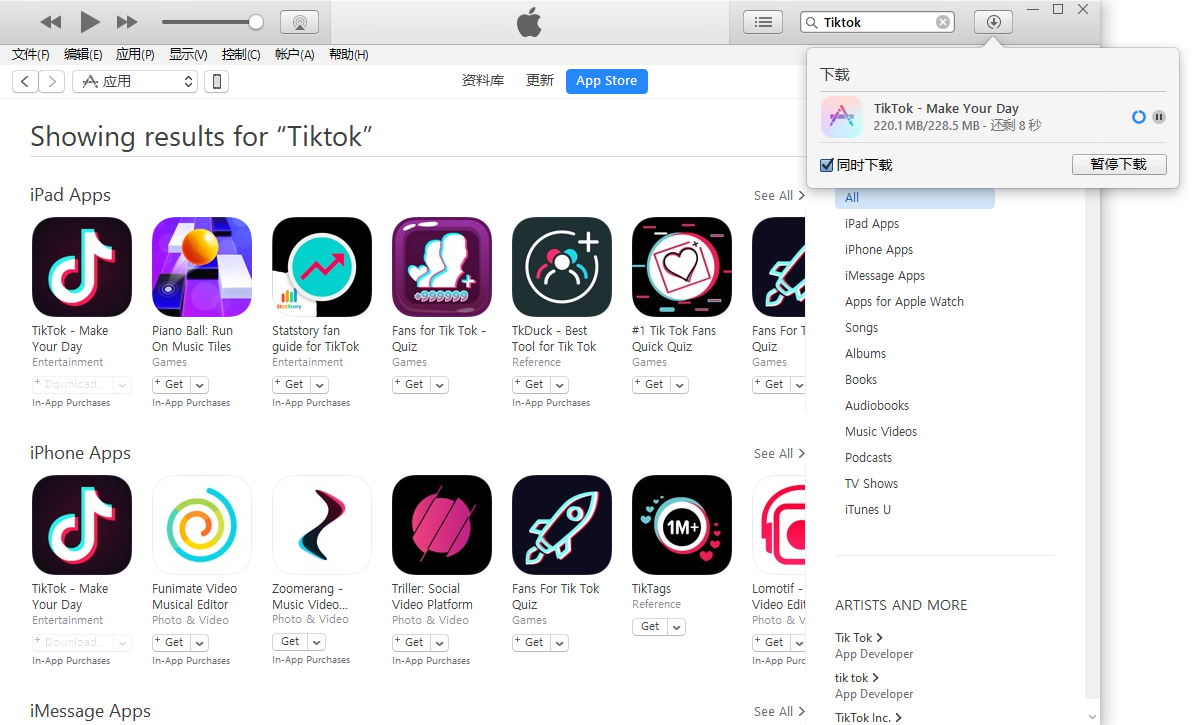 Tiktok
文件(F) 编辑(E) 应用(P) 显示(V) 控制(C) 帐户(A) 帮助(H)
应用
资料库 更新 App Store
下载
TikTok - Make Your Day
220.1 MB/228.5 MB - 还剩 8 秒
同时下载
暂停下载
Showing results for “Tiktok”
iPad Apps
See All
StatStory
TikTok - Make Your Day
Entertainment
+ Download...
In-App Purchases
Piano Ball: Run On Music Tiles
Games
+ Get
In-App Purchases
Statstory fan guide for TikTok
Entertainment
+ Get
In-App Purchases
Fans for Tik Tok - Quiz
Games
+ Get
TkDuck - Best Tool for Tik Tok
Reference
+ Get
In-App Purchases
#1 Tik Tok Fans Quick Quiz
Games
+ Get
Fans For T
Quiz
Games
+ Get
iPhone Apps
See All
1M+
TikTok - Make Your Day
Entertainment
+ Download...
In-App Purchases
Funimate Video Musical Editor
Photo & Video
+ Get
In-App Purchases
Zoomerang - Music Video...
Photo & Video
Get
In-App Purchases
Triller: Social Video Platform
Photo & Video
+ Get
In-App Purchases
Fans For Tik Tok Quiz
Games
+ Get
TikTags
Reference
Get
Lomotif -
Video Edit
Photo & V
+ Get
In-App Purc
iMessage Apps
See All
All
iPad Apps
iPhone Apps
iMessage Apps
Apps for Apple Watch
Songs
Albums
Books
Audiobooks
Music Videos
Podcasts
TV Shows
iTunes U
ARTISTS AND MORE
Tik Tok
App Developer
tik tok
App Developer
TikTok Inc.